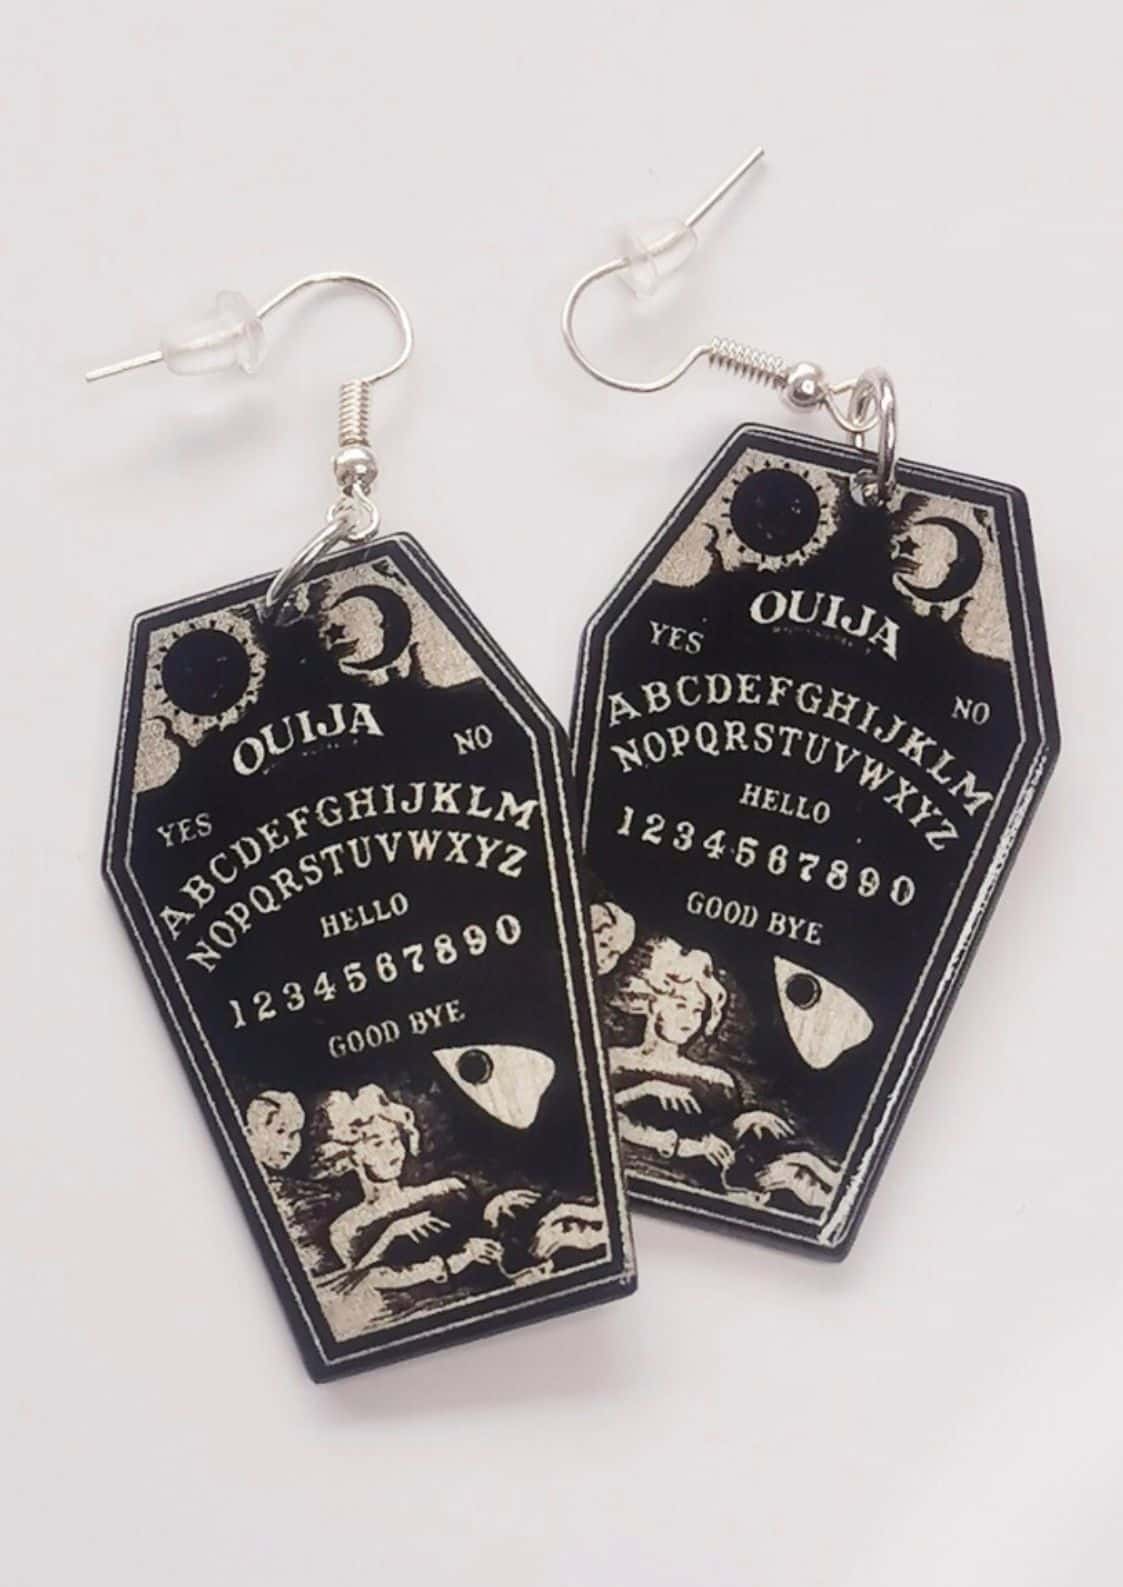 OUIJA
YES
NO
ABCDEFGHIJKLM
NOPQRSTUVWXYZ
HELLO
1234567890
GOOD BYE
OUIJA
YES
NO
ABCDEFGHIJKLM
NOPQRSTUVWXYZ
HELLO
1234567890
GOOD BYE